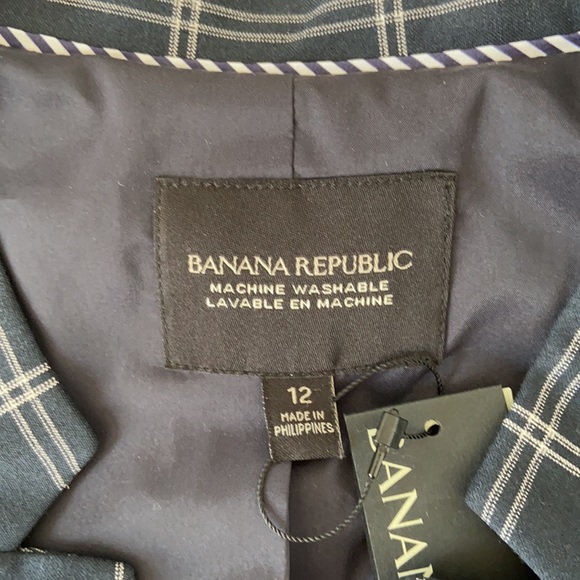 BANANA REPUBLIC
MACHINE WASHABLE
LAVABLE EN MACHINE
12
MADE IN
PHILIPPINES